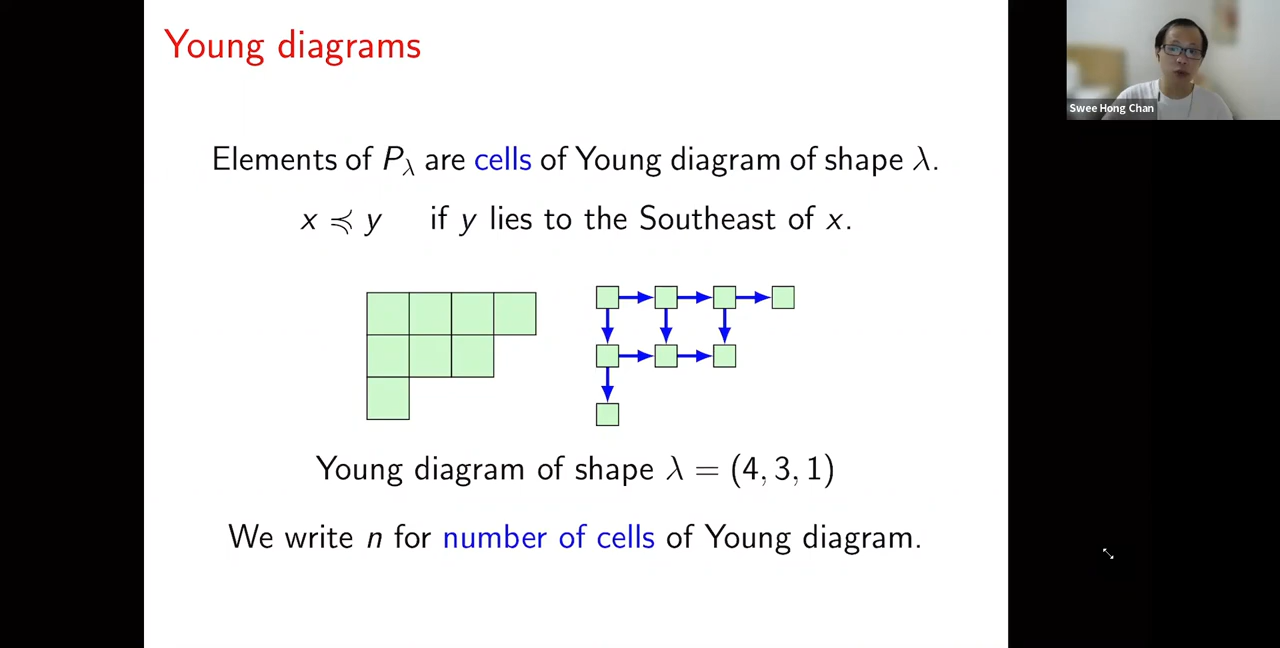 Young diagrams
Swee Hong Chan
Elements of P_λ are cells of Young diagram of shape λ.
x ≼ y if y lies to the Southeast of x.
Young diagram of shape λ = (4, 3, 1)
We write n for number of cells of Young diagram.